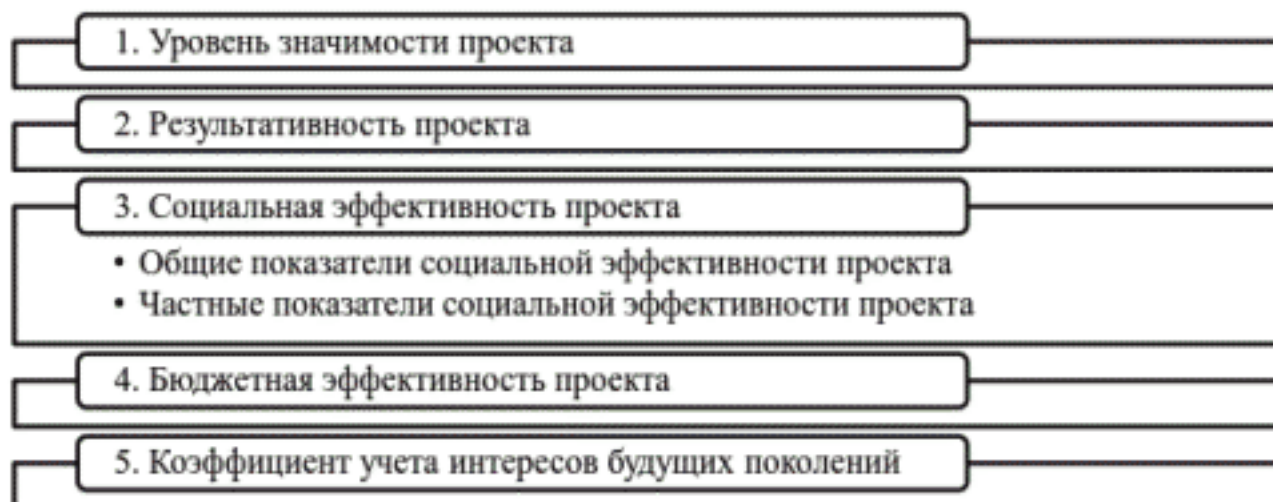 1. Уровень значимости проекта
2. Результативность проекта
3. Социальная эффективность проекта
• Общие показатели социальной эффективности проекта
• Частные показатели социальной эффективности проекта
4. Бюджетная эффективность проекта
5. Коэффициент учета интересов будущих поколений